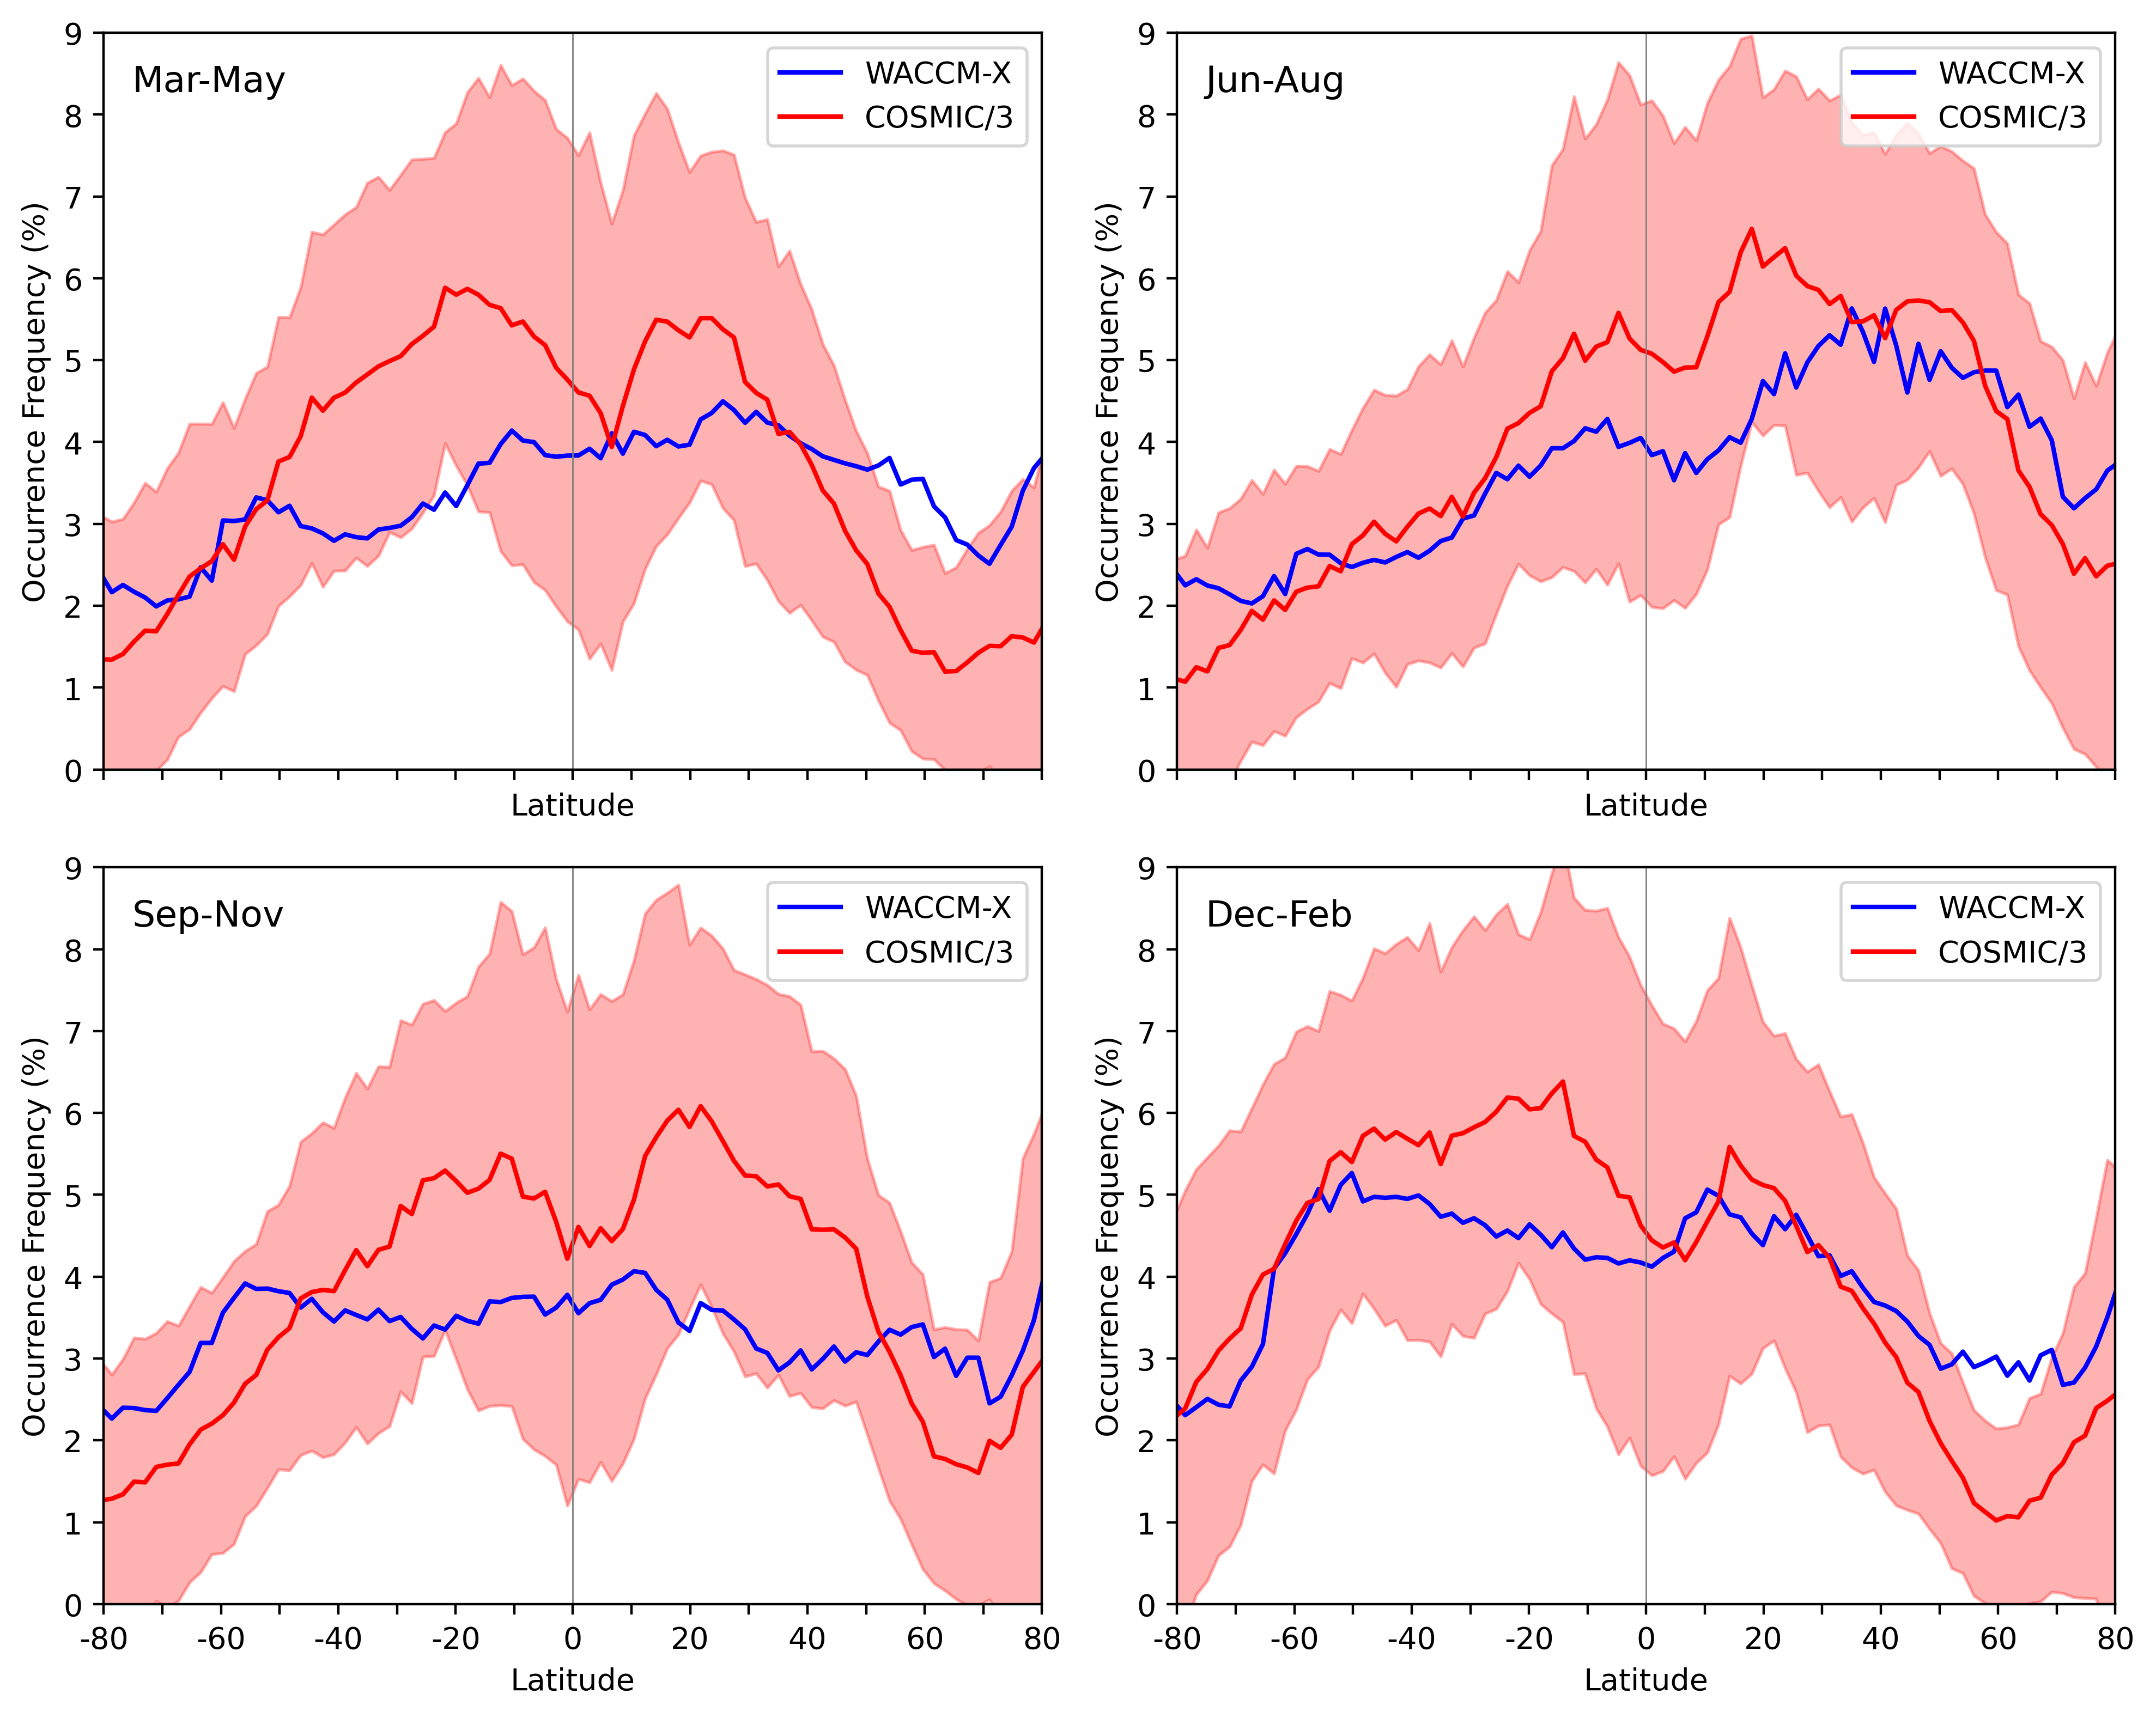 Mar-May
WACCM-X
COSMIC/3
Occurrence Frequency (%)
9
8
7
6
5
4
3
2
1
0
Latitude
Jun-Aug
WACCM-X
COSMIC/3
Occurrence Frequency (%)
9
8
7
6
5
4
3
2
1
0
Latitude
Sep-Nov
WACCM-X
COSMIC/3
Occurrence Frequency (%)
9
8
7
6
5
4
3
2
1
0
-80 -60 -40 -20 0 20 40 60 80
Latitude
Dec-Feb
WACCM-X
COSMIC/3
Occurrence Frequency (%)
9
8
7
6
5
4
3
2
1
0
-80 -60 -40 -20 0 20 40 60 80
Latitude